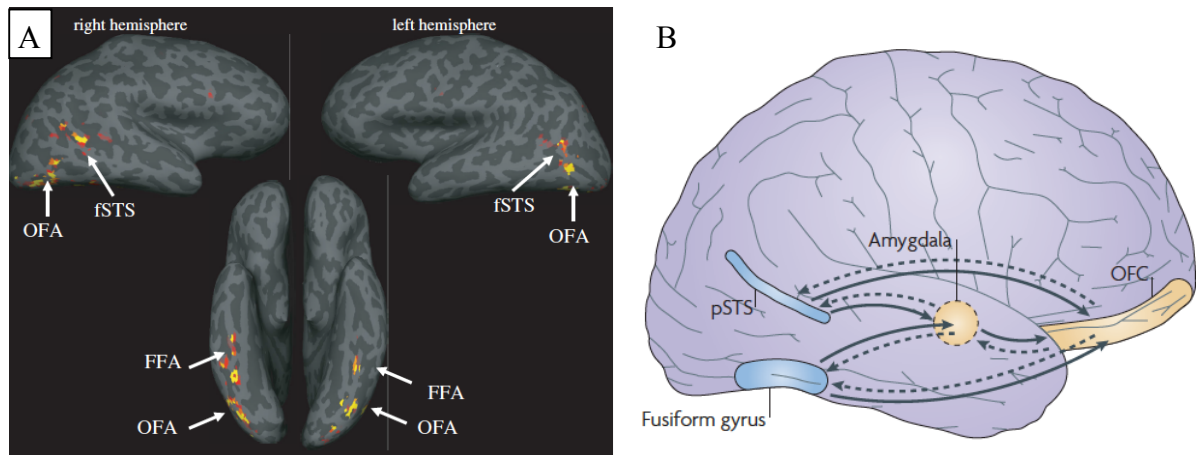 A
right hemisphere
left hemisphere
OFA
fSTS
fSTS
OFA
FFA
OFA
FFA
OFA
B
Amygdala
OFC
pSTS
Fusiform gyrus